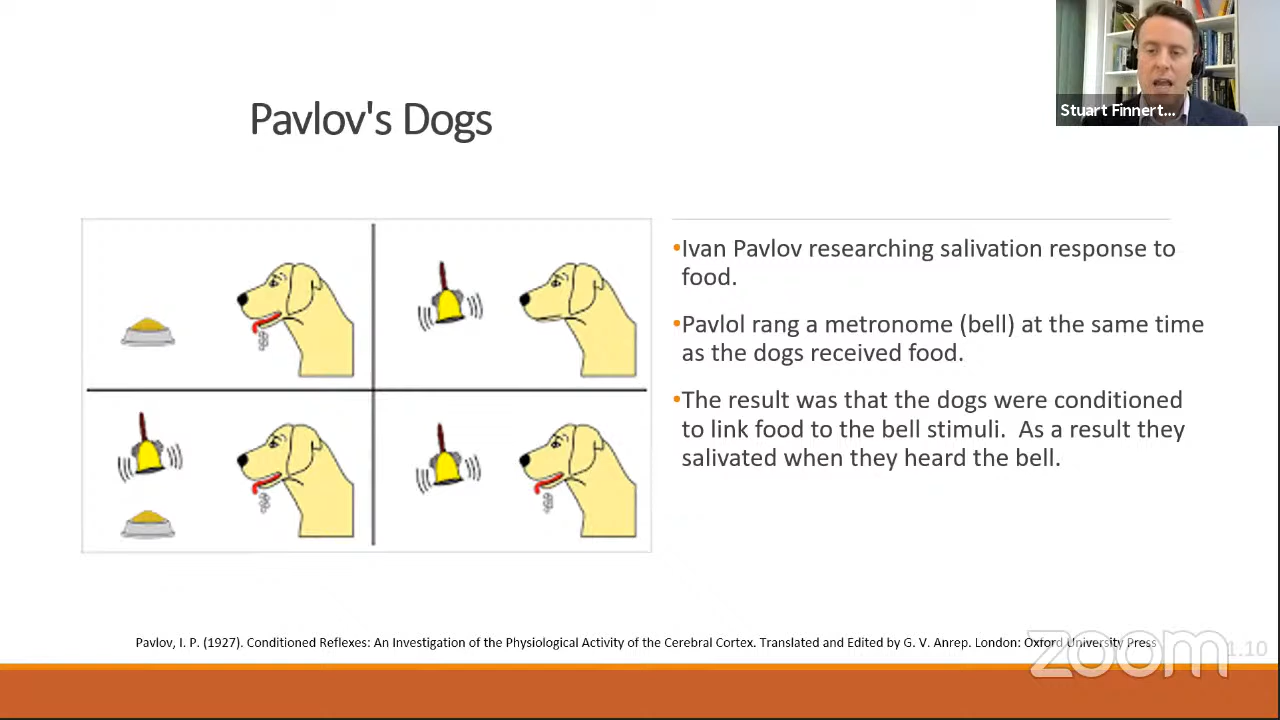 Stuart Finnert...
Pavlov's Dogs
•Ivan Pavlov researching salivation response to
food.
•Pavlol rang a metronome (bell) at the same time
as the dogs received food.
•The result was that the dogs were conditioned
to link food to the bell stimuli. As a result they
salivated when they heard the bell.
Pavlov, I. P. (1927). Conditioned Reflexes: An Investigation of the Physiological Activity of the Cerebral Cortex. Translated and Edited by G. V. Anrep. London: Oxford University Press
zoom
1.10